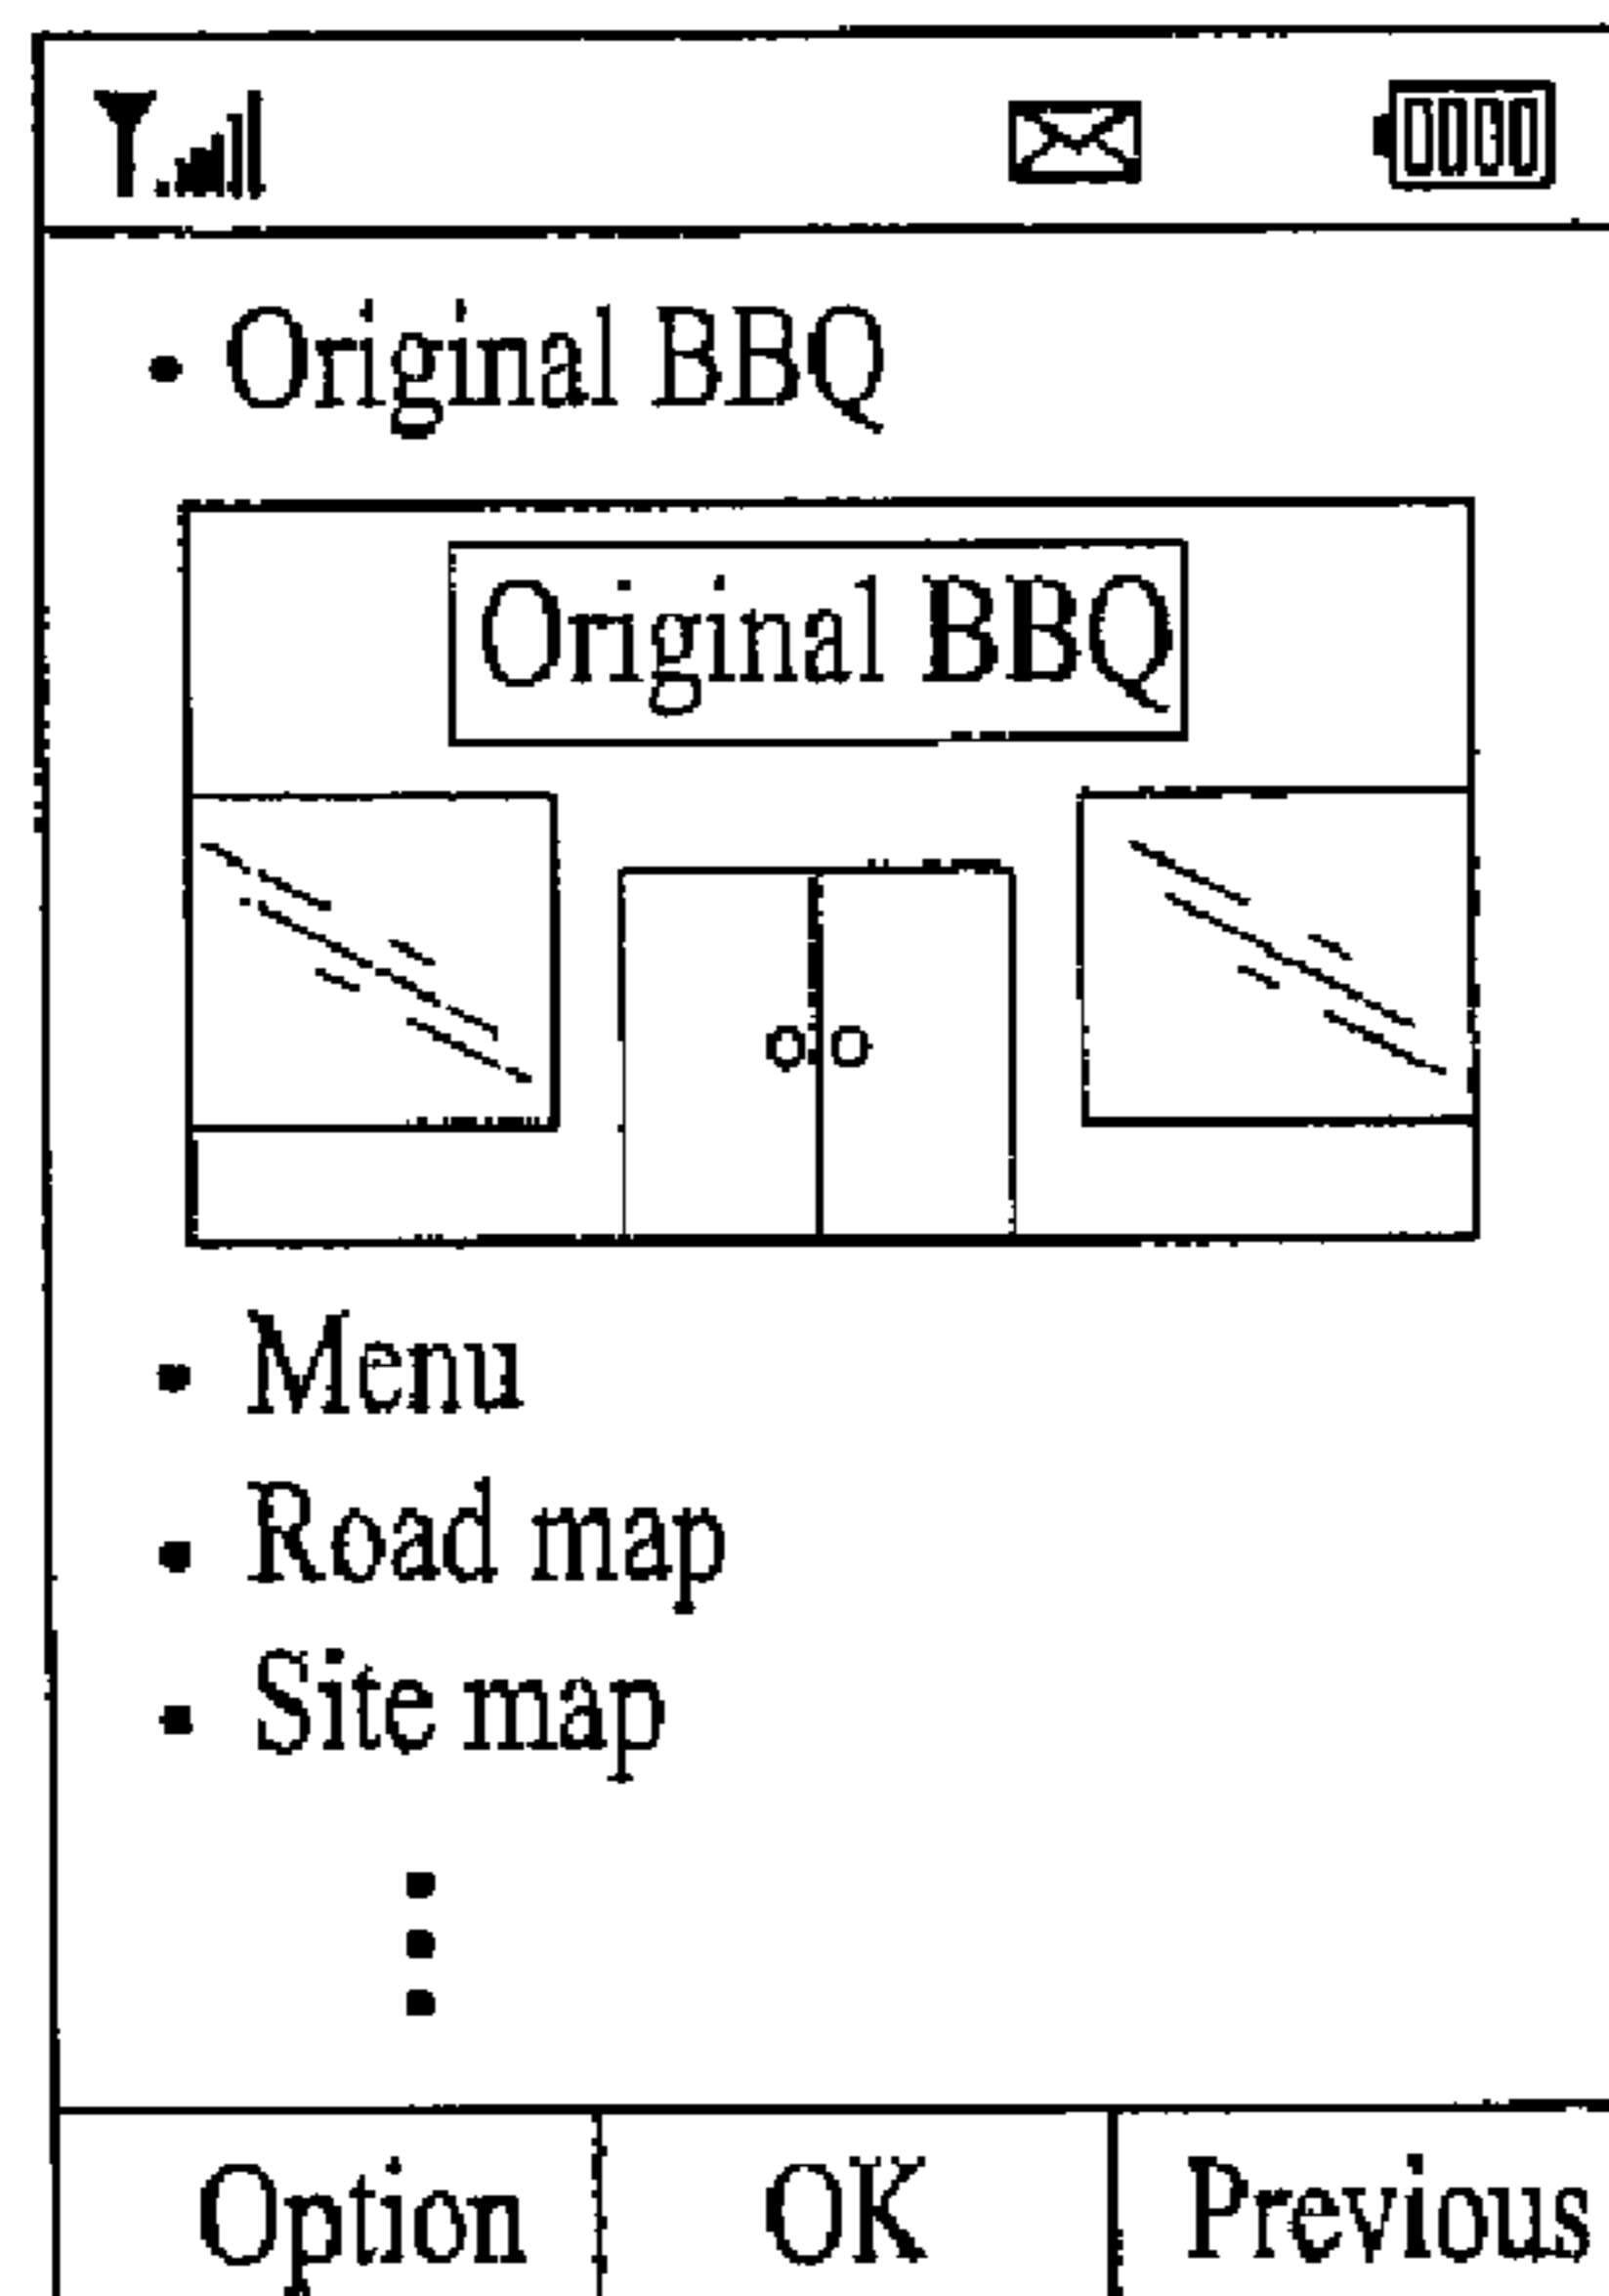 • Original BBQ
Original BBQ
• Menu
• Road map
• Site map
Option OK Previous